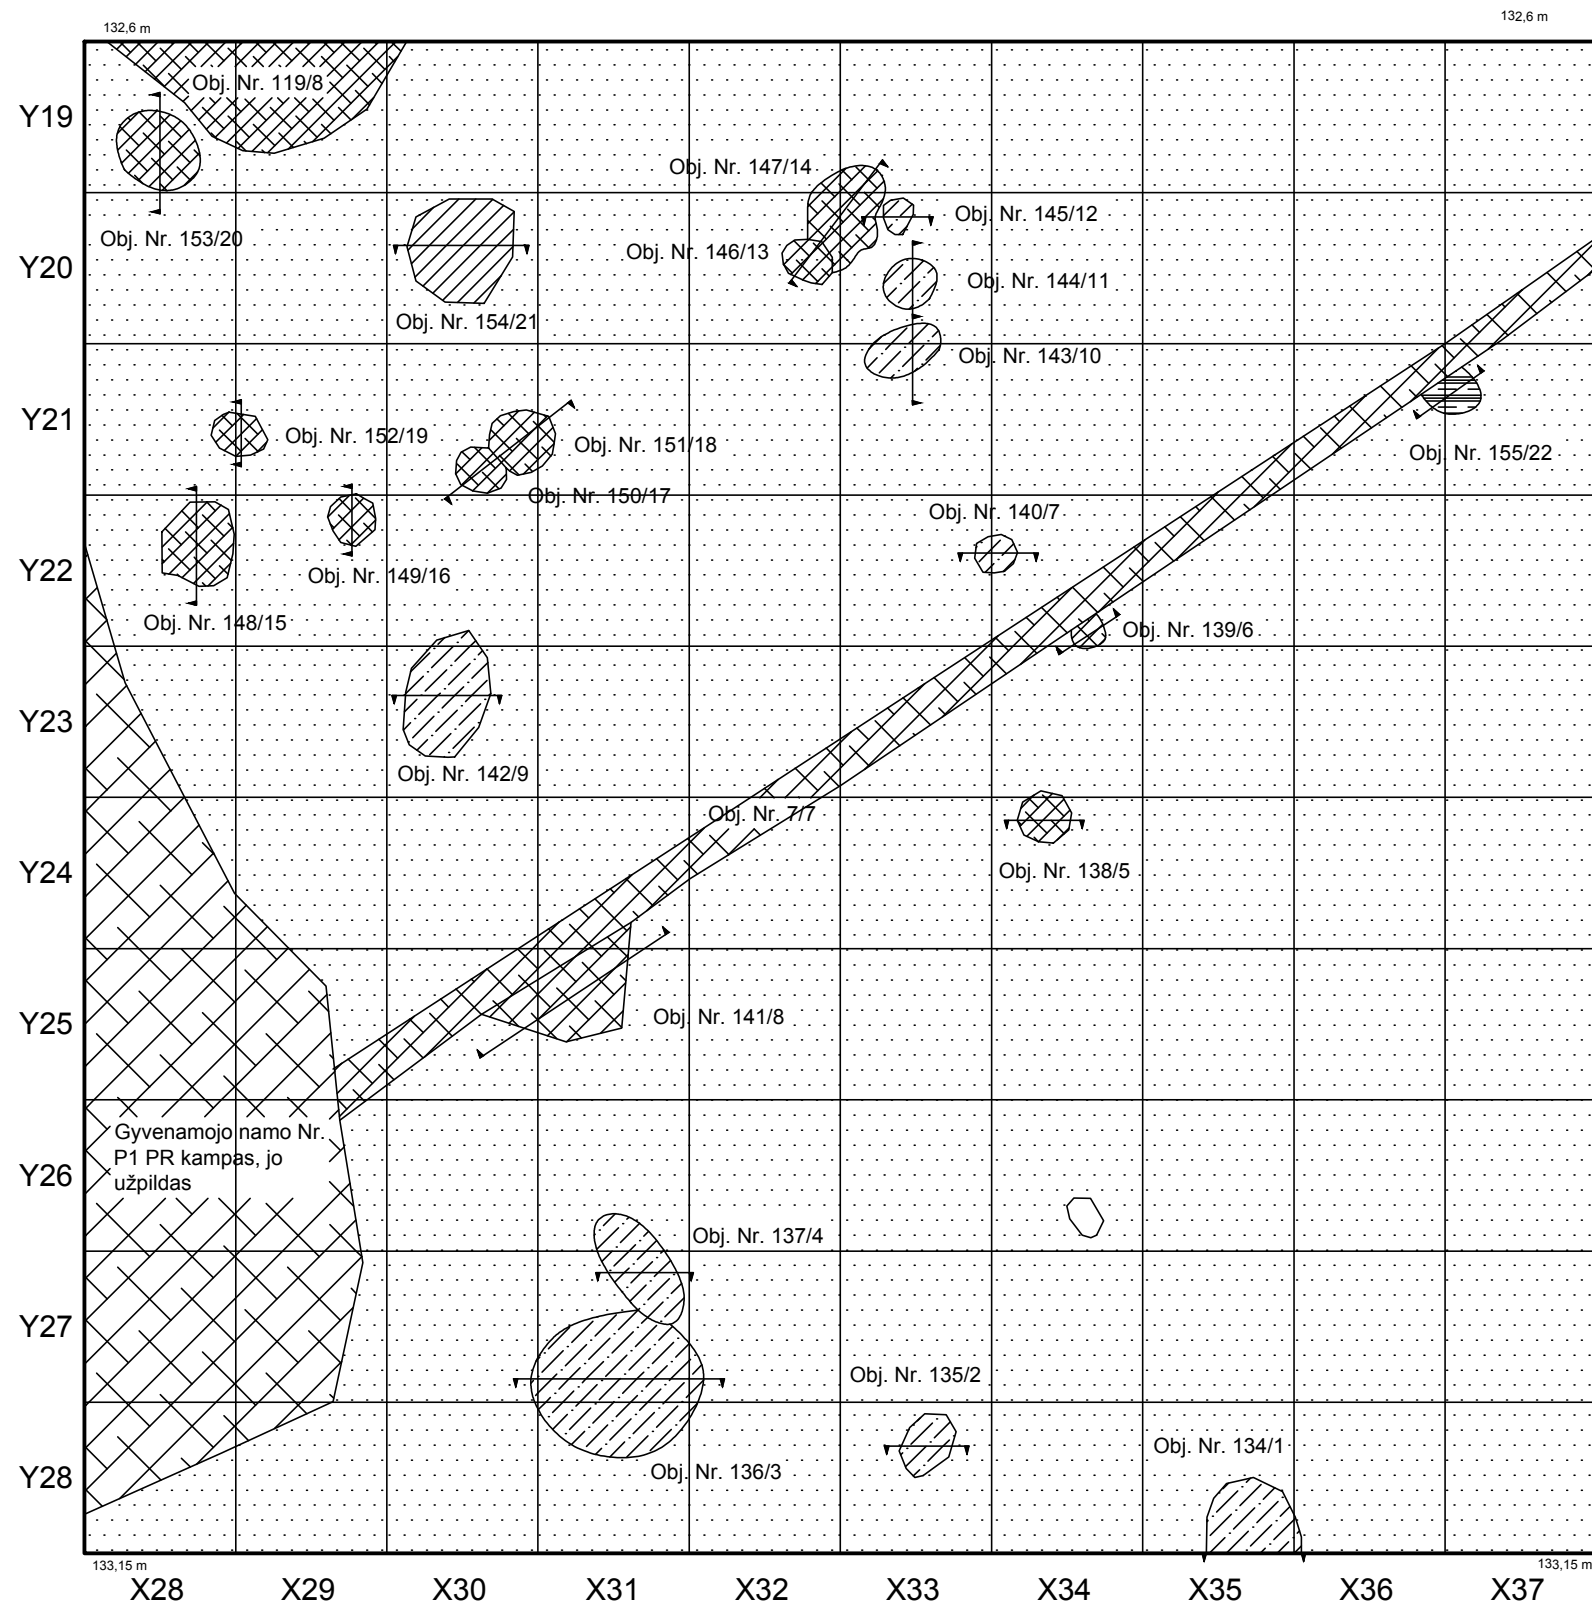 132,6 m
132,6 m
Obj. Nr. 119/8
Y19
Obj. Nr. 147/14
Obj. Nr. 145/12
Obj. Nr. 153/20
Obj. Nr. 146/13
Y20
Obj. Nr. 144/11
Obj. Nr. 154/21
Obj. Nr. 143/10
Y21
Obj. Nr. 152/19
Obj. Nr. 151/18
Obj. Nr. 155/22
Obj. Nr. 150/17
Obj. Nr. 140/7
Y22
Obj. Nr. 149/16
Obj. Nr. 148/15
Obj. Nr. 139/6
Y23
Obj. Nr. 142/9
Obj. Nr. 7/7
Y24
Obj. Nr. 138/5
Y25
Obj. Nr. 141/8
Gyvenamojo namo Nr.
P1 PR kampas, jo
užpildas
Y26
Obj. Nr. 137/4
Y27
Obj. Nr. 135/2
Obj. Nr. 134/1
Obj. Nr. 136/3
Y28
133,15 m
133,15 m
X28 X29 X30 X31 X32 X33 X34 X35 X36 X37